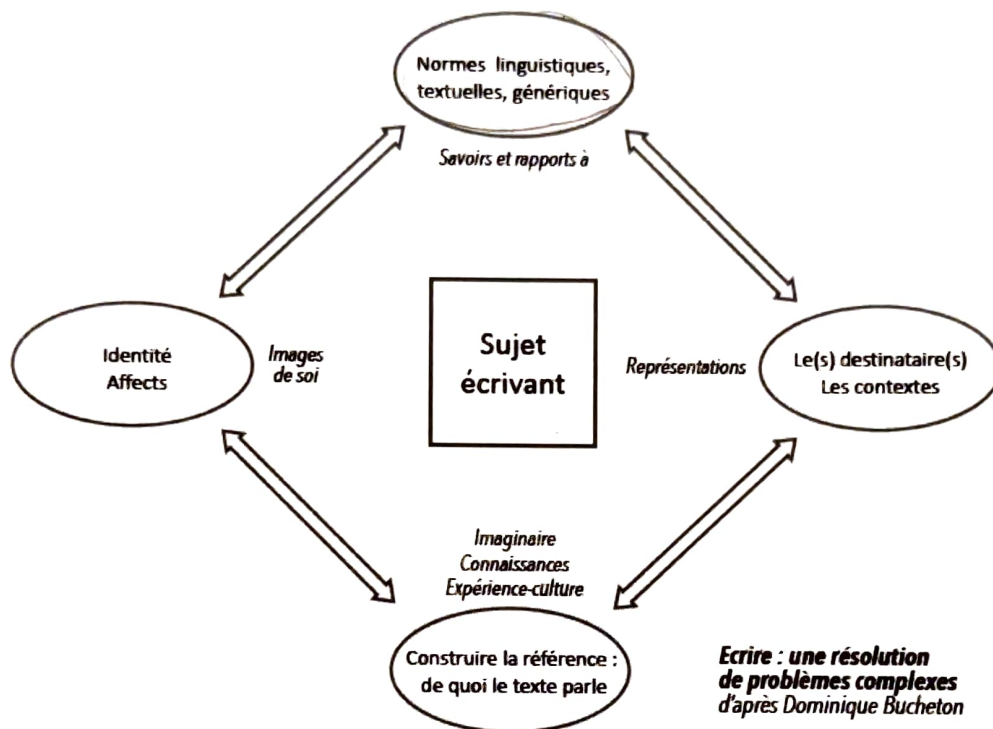 Normes linguistiques,
textuelles, génériques
Savoirs et rapports à
Identité
Affects
Images
de soi
Sujet
écrivant
Représentations
Le(s) destinataire(s)
Les contextes
Imaginaire
Connaissances
Expérience-culture
Construire la référence :
de quoi le texte parle
Ecrire : une résolution
de problèmes complexes
d'après Dominique Bucheton